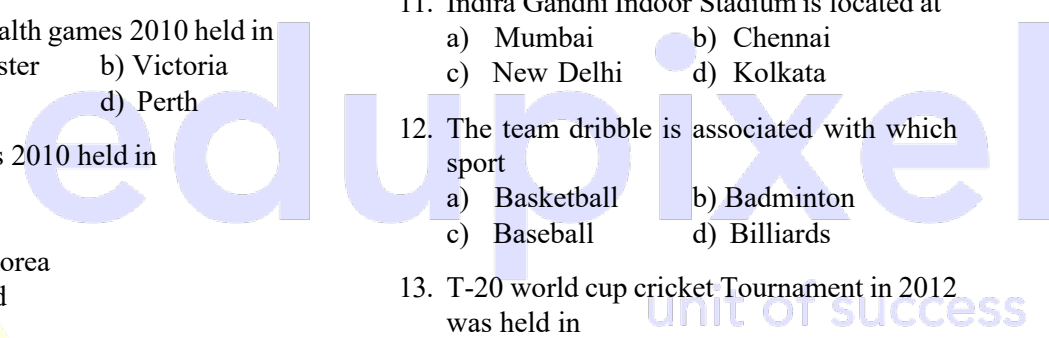 alth games 2010 held in
ster b) Victoria
d) Perth
s 2010 held in
orea
d
11. Indira Gandhi Indoor Stadium is located at
a) Mumbai b) Chennai
c) New Delhi d) Kolkata
12. The team dribble is associated with which
sport
a) Basketball b) Badminton
c) Baseball d) Billiards
13. T-20 world cup cricket Tournament in 2012
was held in
edupixel
unit of success